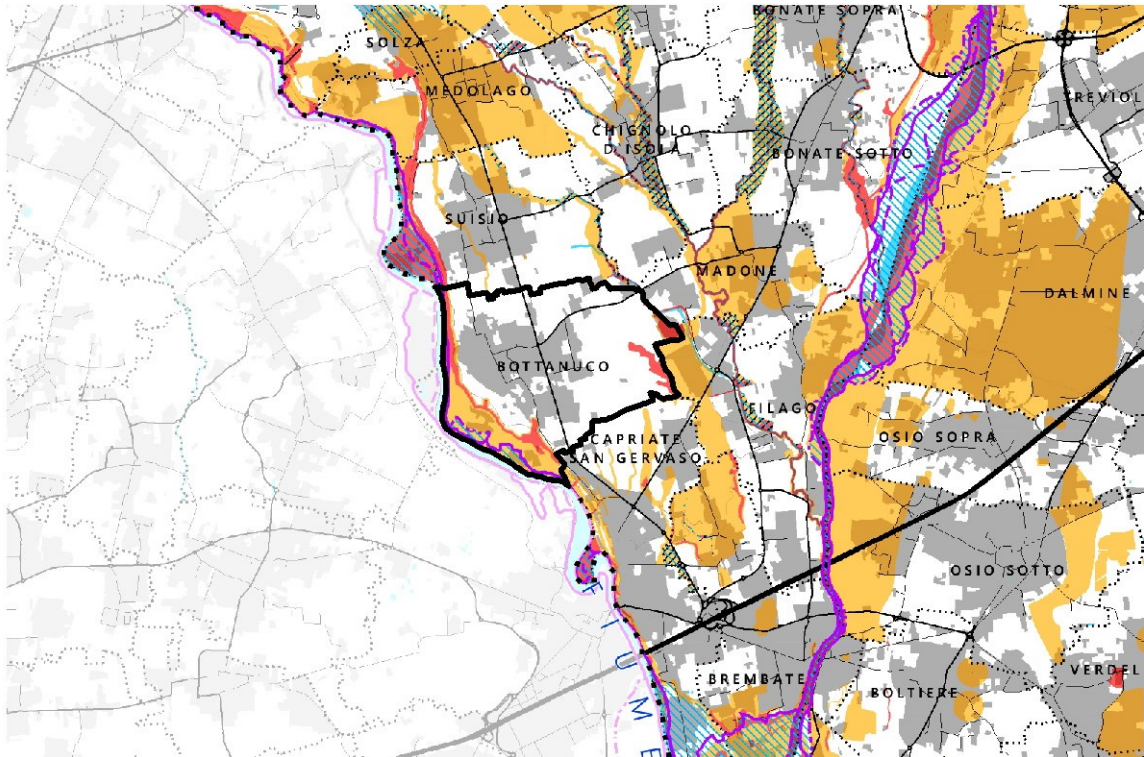 BONATE SOPRA
SOLZA
MEDOLAGO
TREVIOL
CHIGNOLO
D'ISOLA
BONATE SOTTO
SUISIO
MADONE
DALMINE
BOTTANUCO
FILAGO
OSIO SOPRA
CAPRIATE
SAN GERVASO
OSIO SOTTO
F I U M E
BREMBATE
VERDEL
BOLTIERE